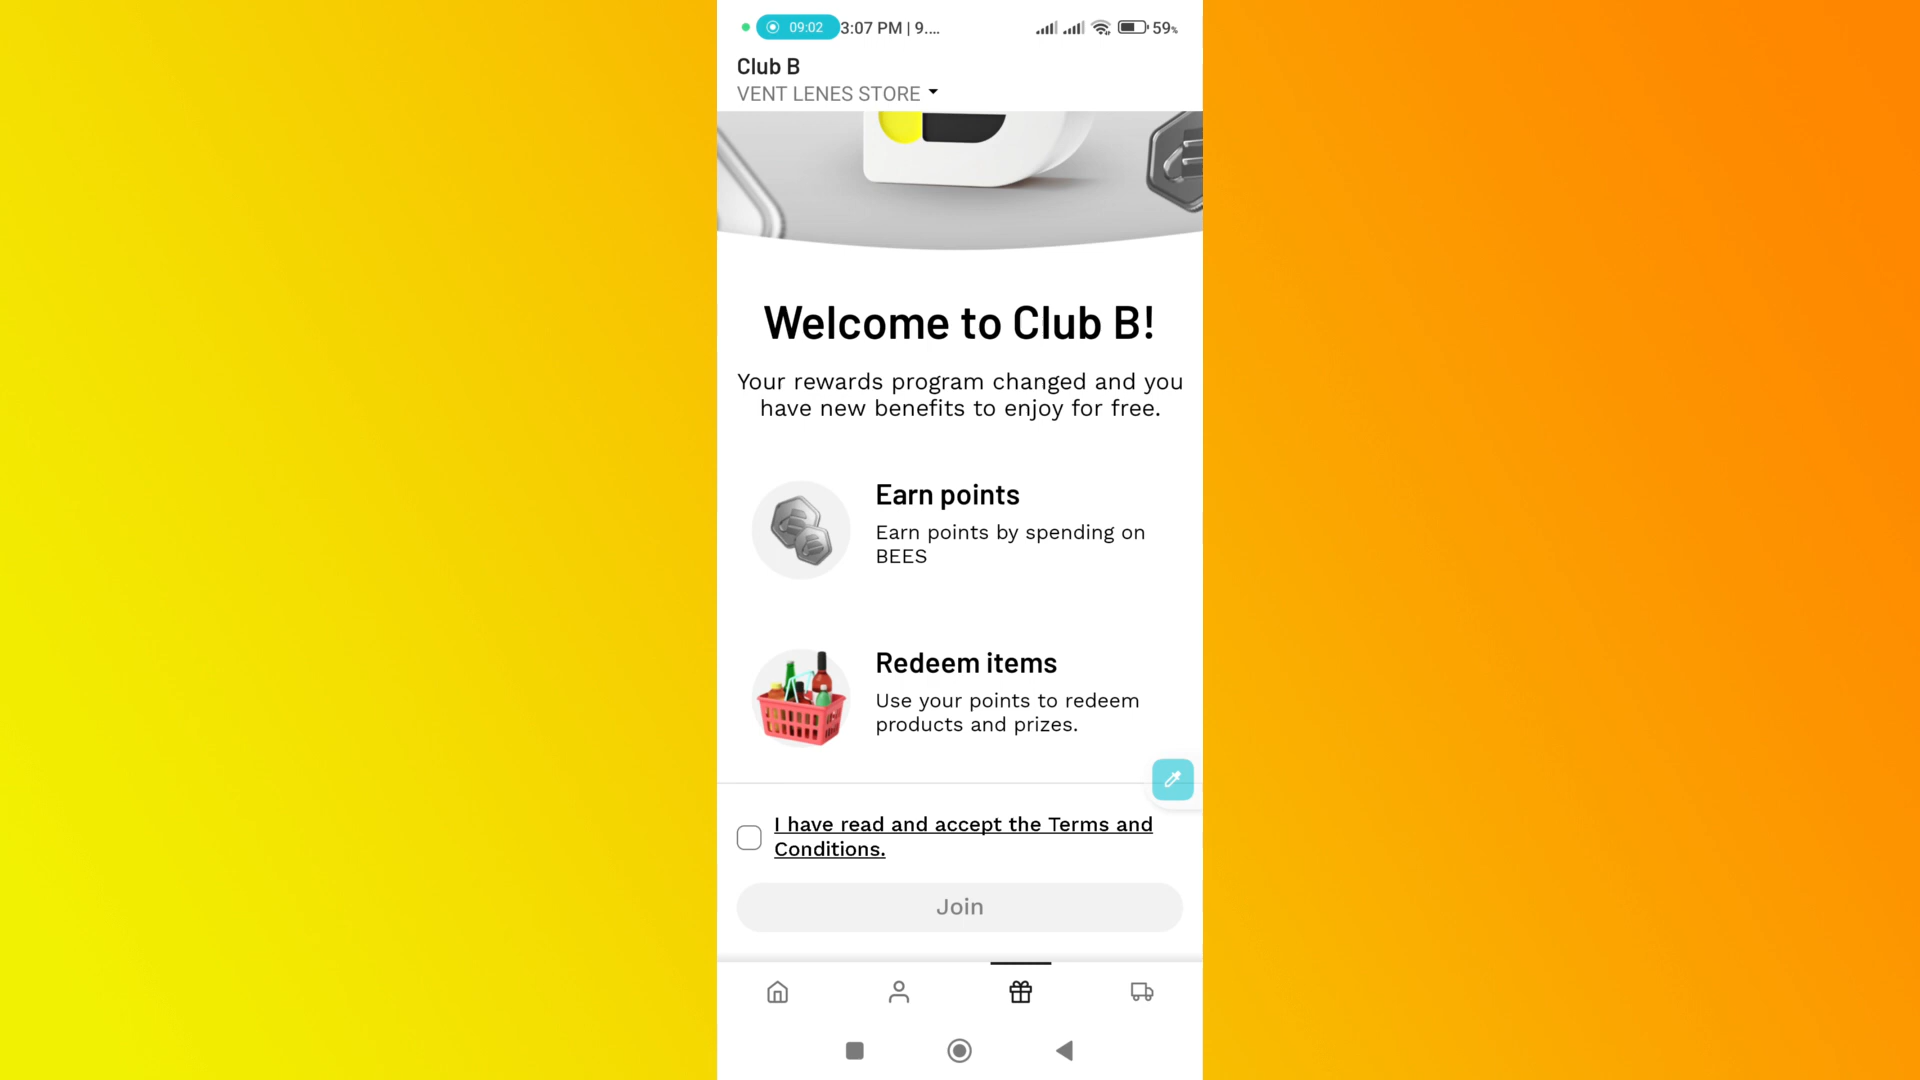 09:02 3:07 PM | 9.... 59%
Club B
VENT LENES STORE
Welcome to Club B!
Your rewards program changed and you
have new benefits to enjoy for free.
Earn points
Earn points by spending on
BEES
Redeem items
Use your points to redeem
products and prizes.
I have read and accept the Terms and
Conditions.
Join